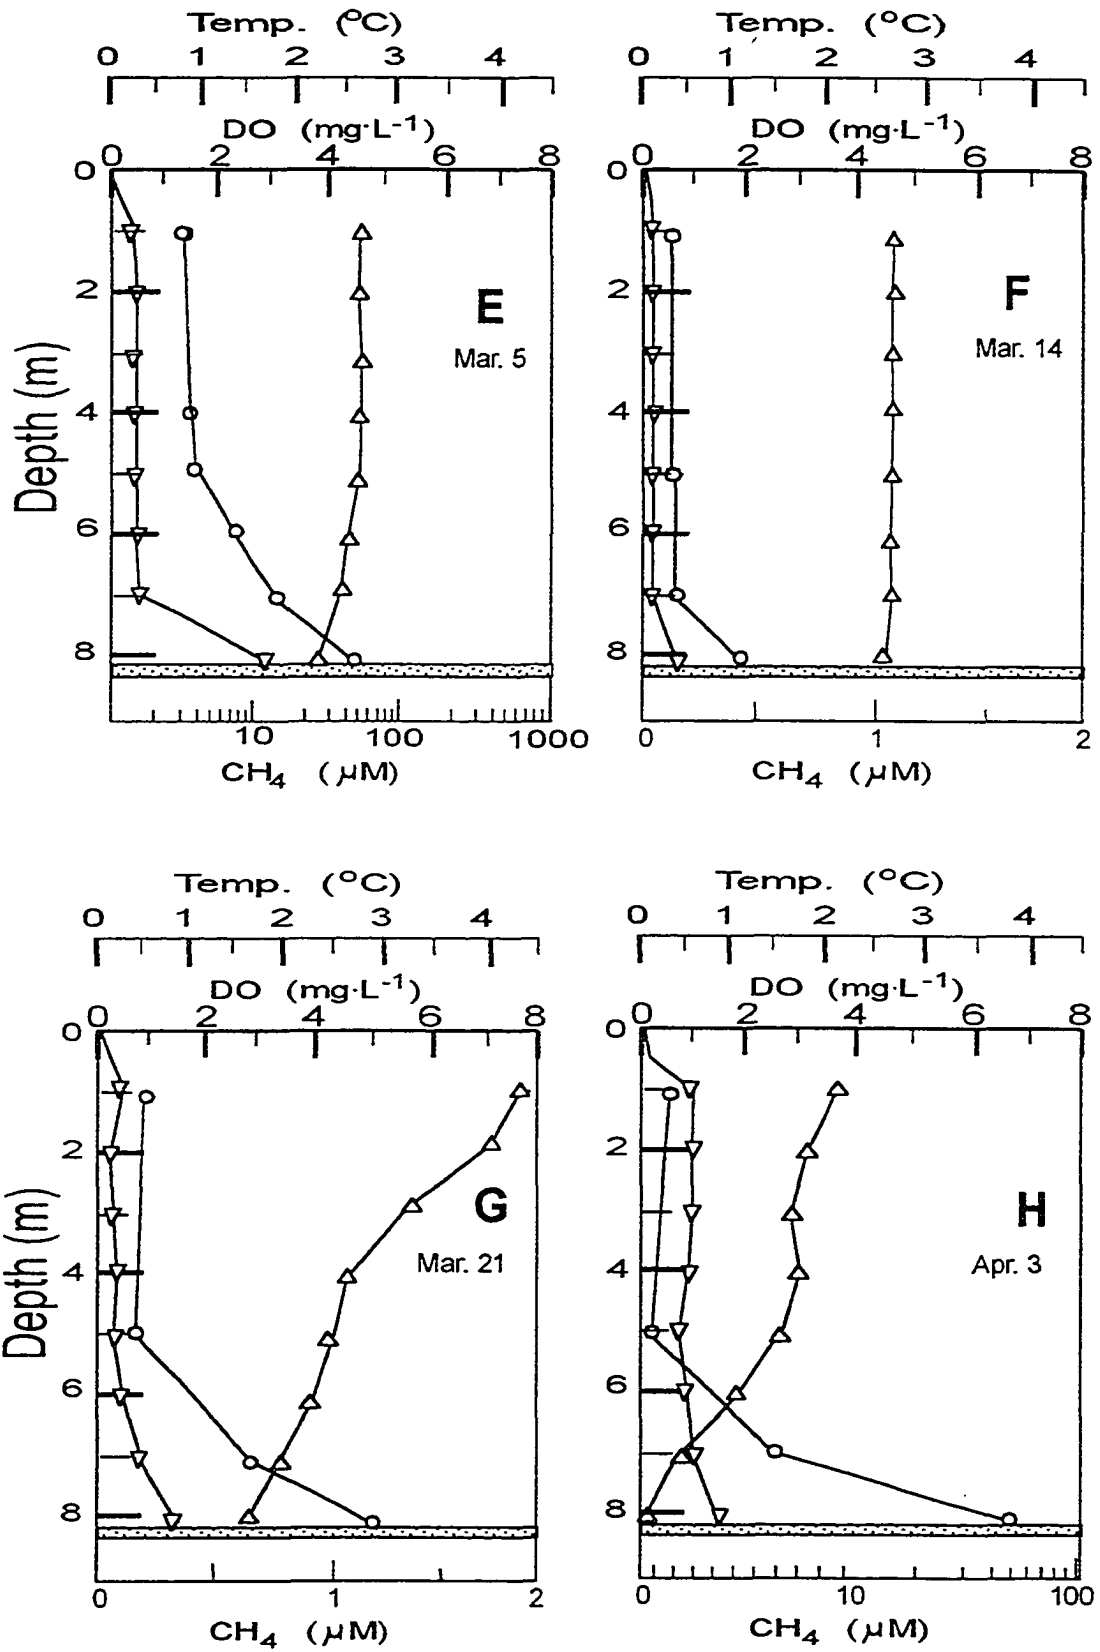 Temp. (°C)
0 1 2 3 4
DO (mg·L-1)
0 2 4 6 8
0
2
4
6
8
Depth (m)
E
Mar. 5
10 100 1000
CH4 (µM)
Temp. (°C)
0 1 2 3 4
DO (mg·L-1)
0 2 4 6 8
0
2
4
6
8
F
Mar. 14
0 1 2
CH4 (µM)
Temp. (°C)
0 1 2 3 4
DO (mg·L-1)
0 2 4 6 8
0
2
4
6
8
Depth (m)
G
Mar. 21
0 1 2
CH4 (µM)
Temp. (°C)
0 1 2 3 4
DO (mg·L-1)
0 2 4 6 8
0
2
4
6
8
H
Apr. 3
0 10 100
CH4 (µM)